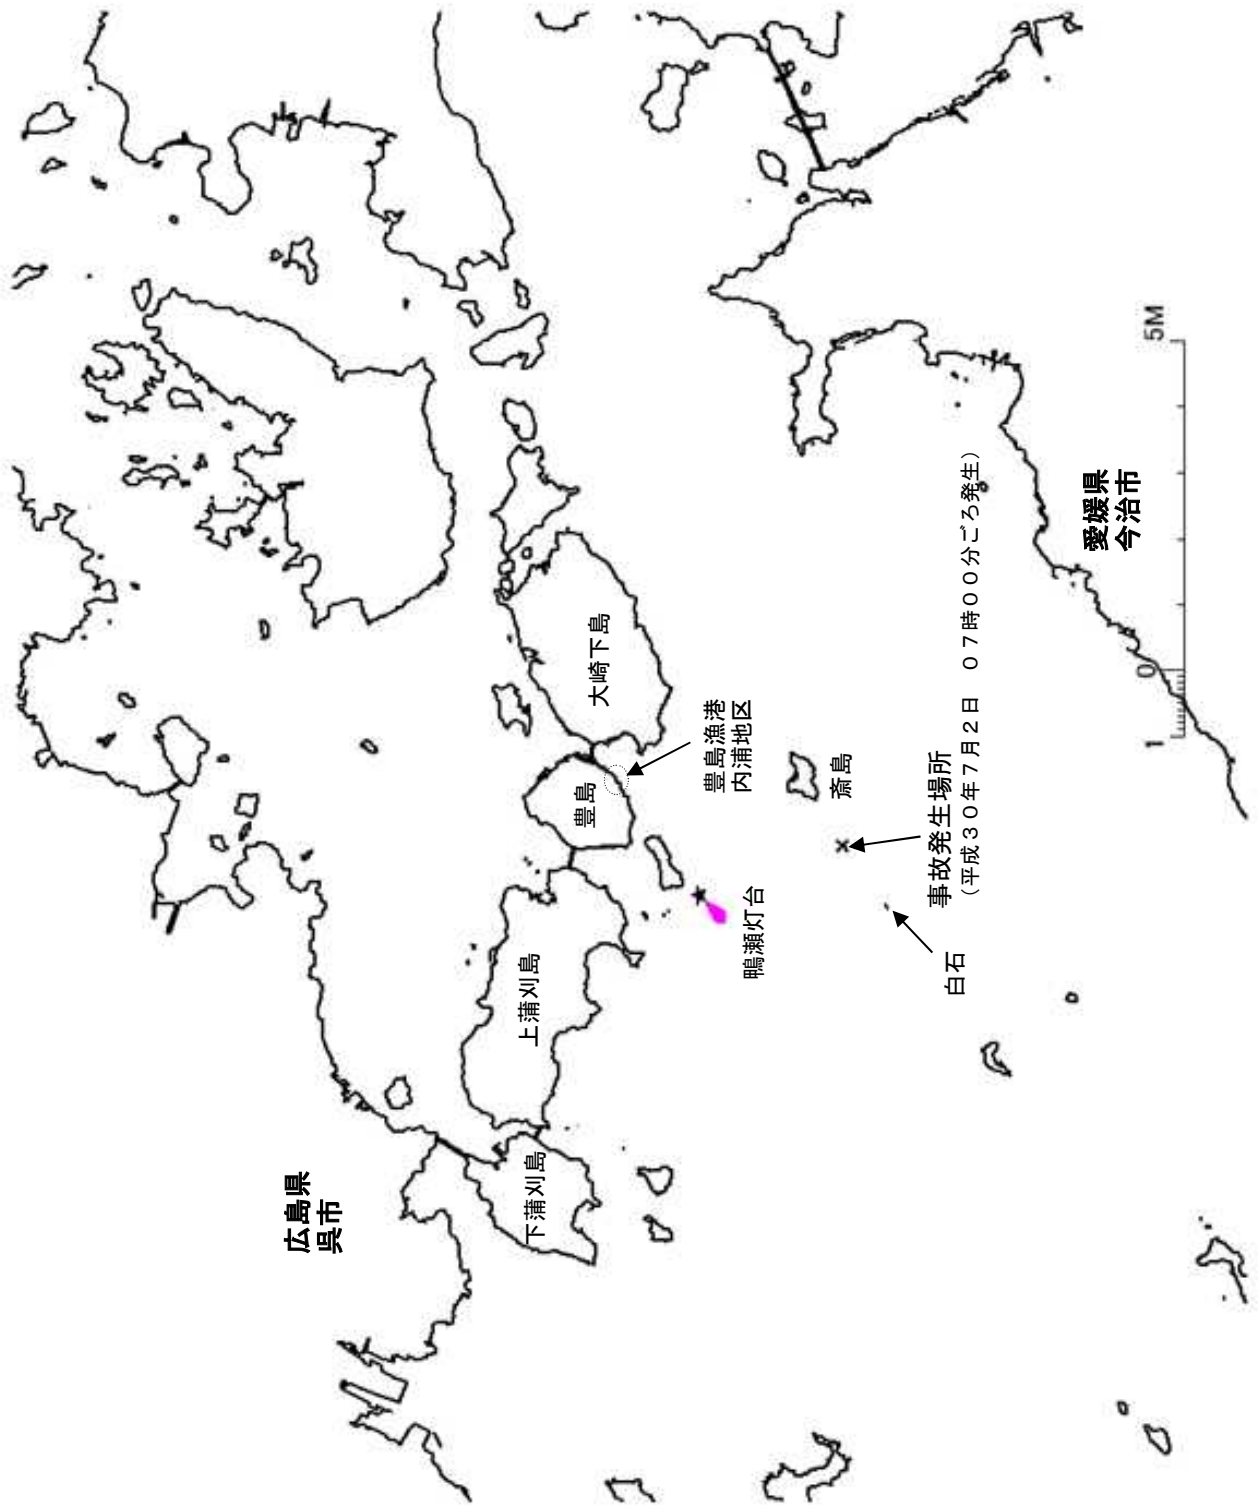 広島県
呉市
下蒲刈島
上蒲刈島
豊島
大崎下島
豊島漁港
内浦地区
鴨瀬灯台
斎島
事故発生場所
(平成30年7月2日 07時00分ごろ発生)
白石
愛媛県
今治市
1
0
5M